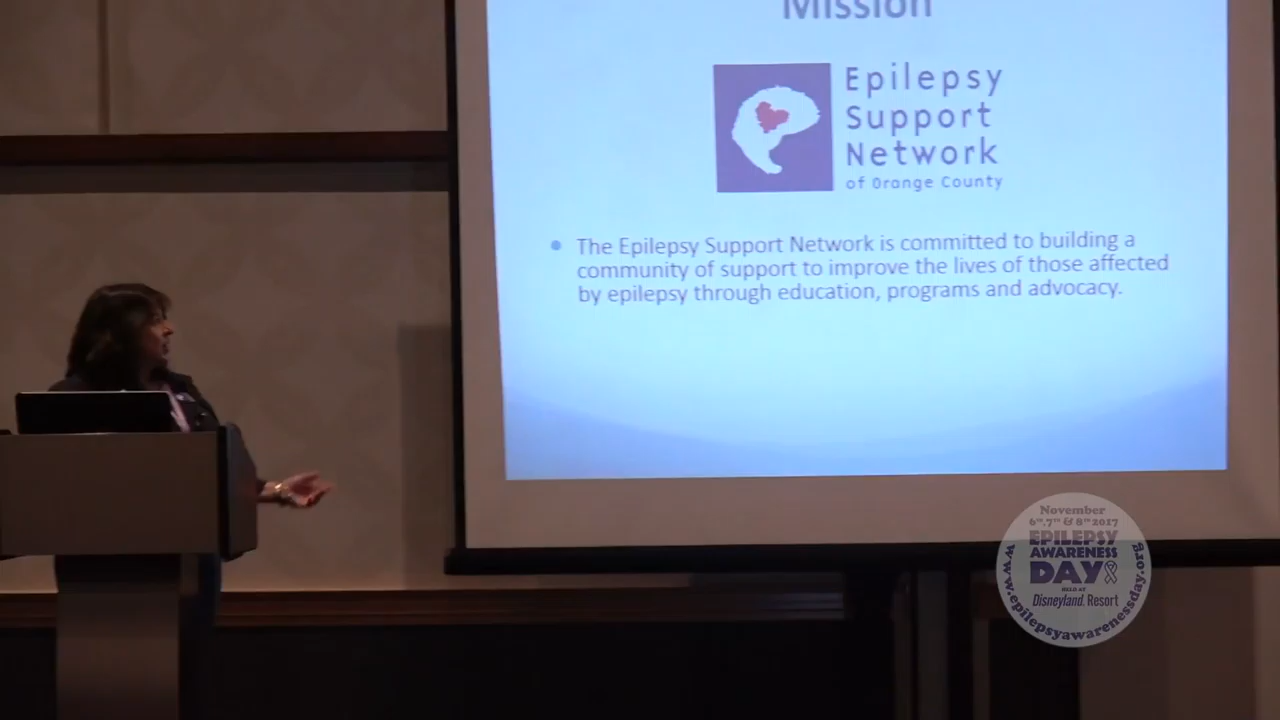 Mission
Epilepsy
Support
Network
of Orange County
The Epilepsy Support Network is committed to building a
community of support to improve the lives of those affected
by epilepsy through education, programs and advocacy.
November
6th, 7th & 8th 2017
EPILEPSY
AWARENESS
DAY
HELD AT
Disneyland Resort
www.epilepsyawarenessday.org